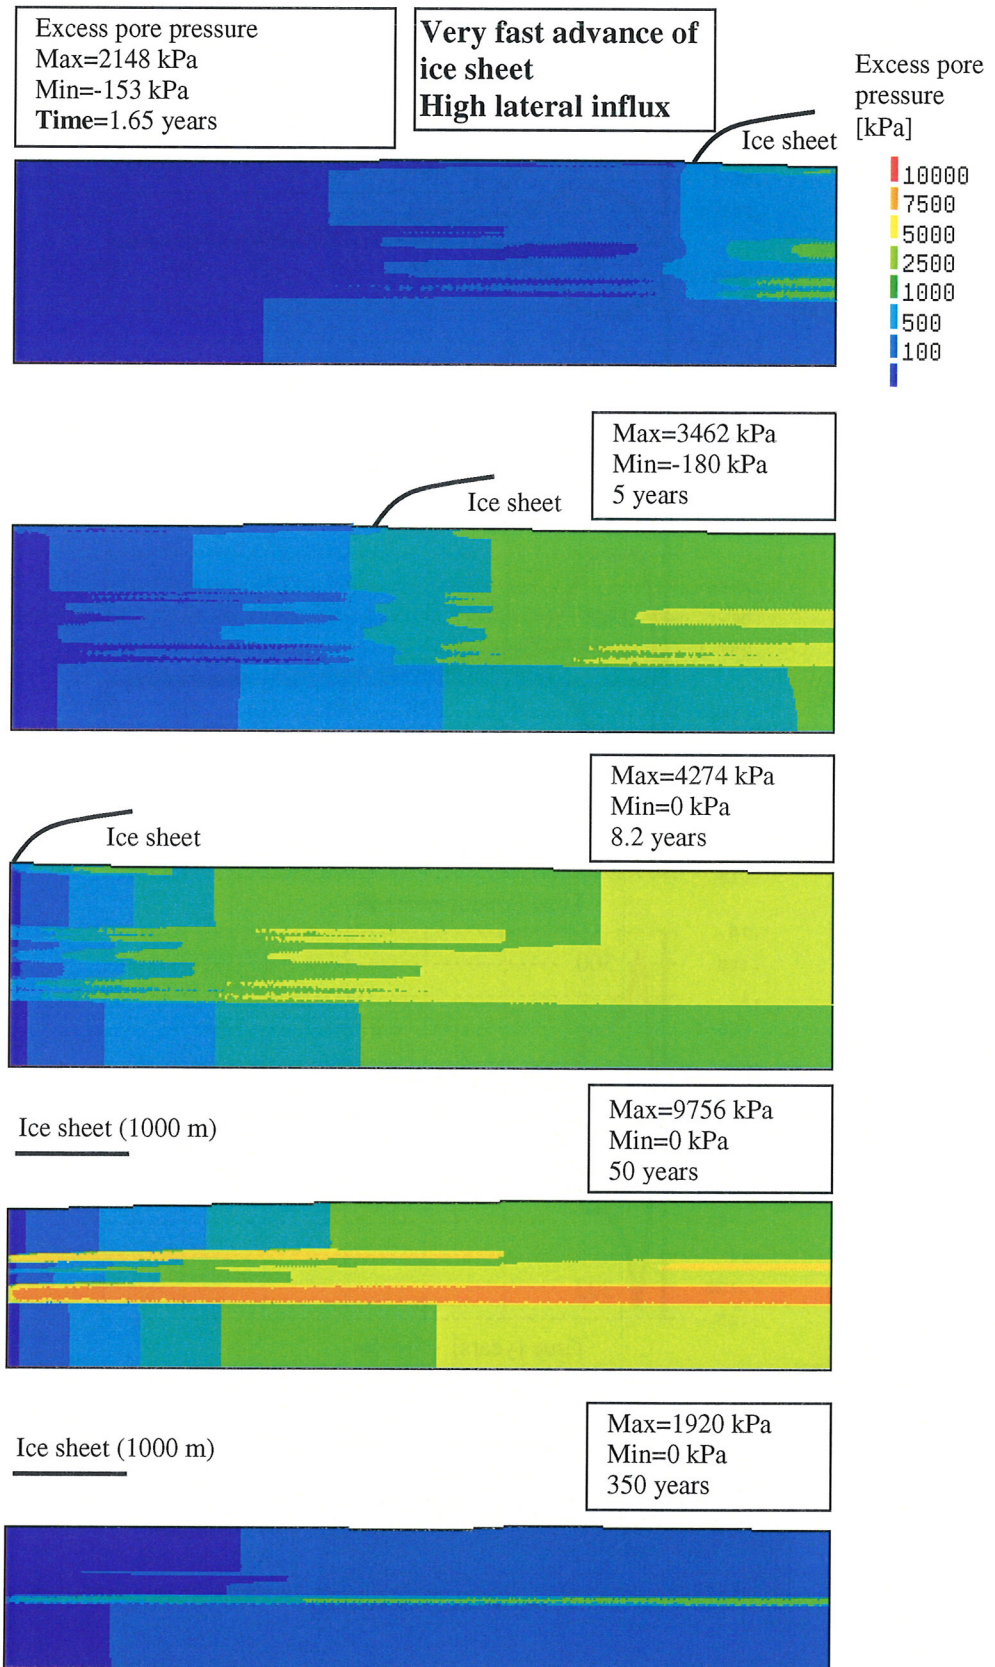 Excess pore pressure
Max=2148 kPa
Min=-153 kPa
Time=1.65 years
Very fast advance of
ice sheet
High lateral influx
Excess pore
pressure
[kPa]
Ice sheet
10000
7500
5000
2500
1000
500
100
Max=3462 kPa
Min=-180 kPa
5 years
Ice sheet
Max=4274 kPa
Min=0 kPa
8.2 years
Ice sheet
Max=9756 kPa
Min=0 kPa
50 years
Ice sheet (1000 m)
Max=1920 kPa
Min=0 kPa
350 years
Ice sheet (1000 m)